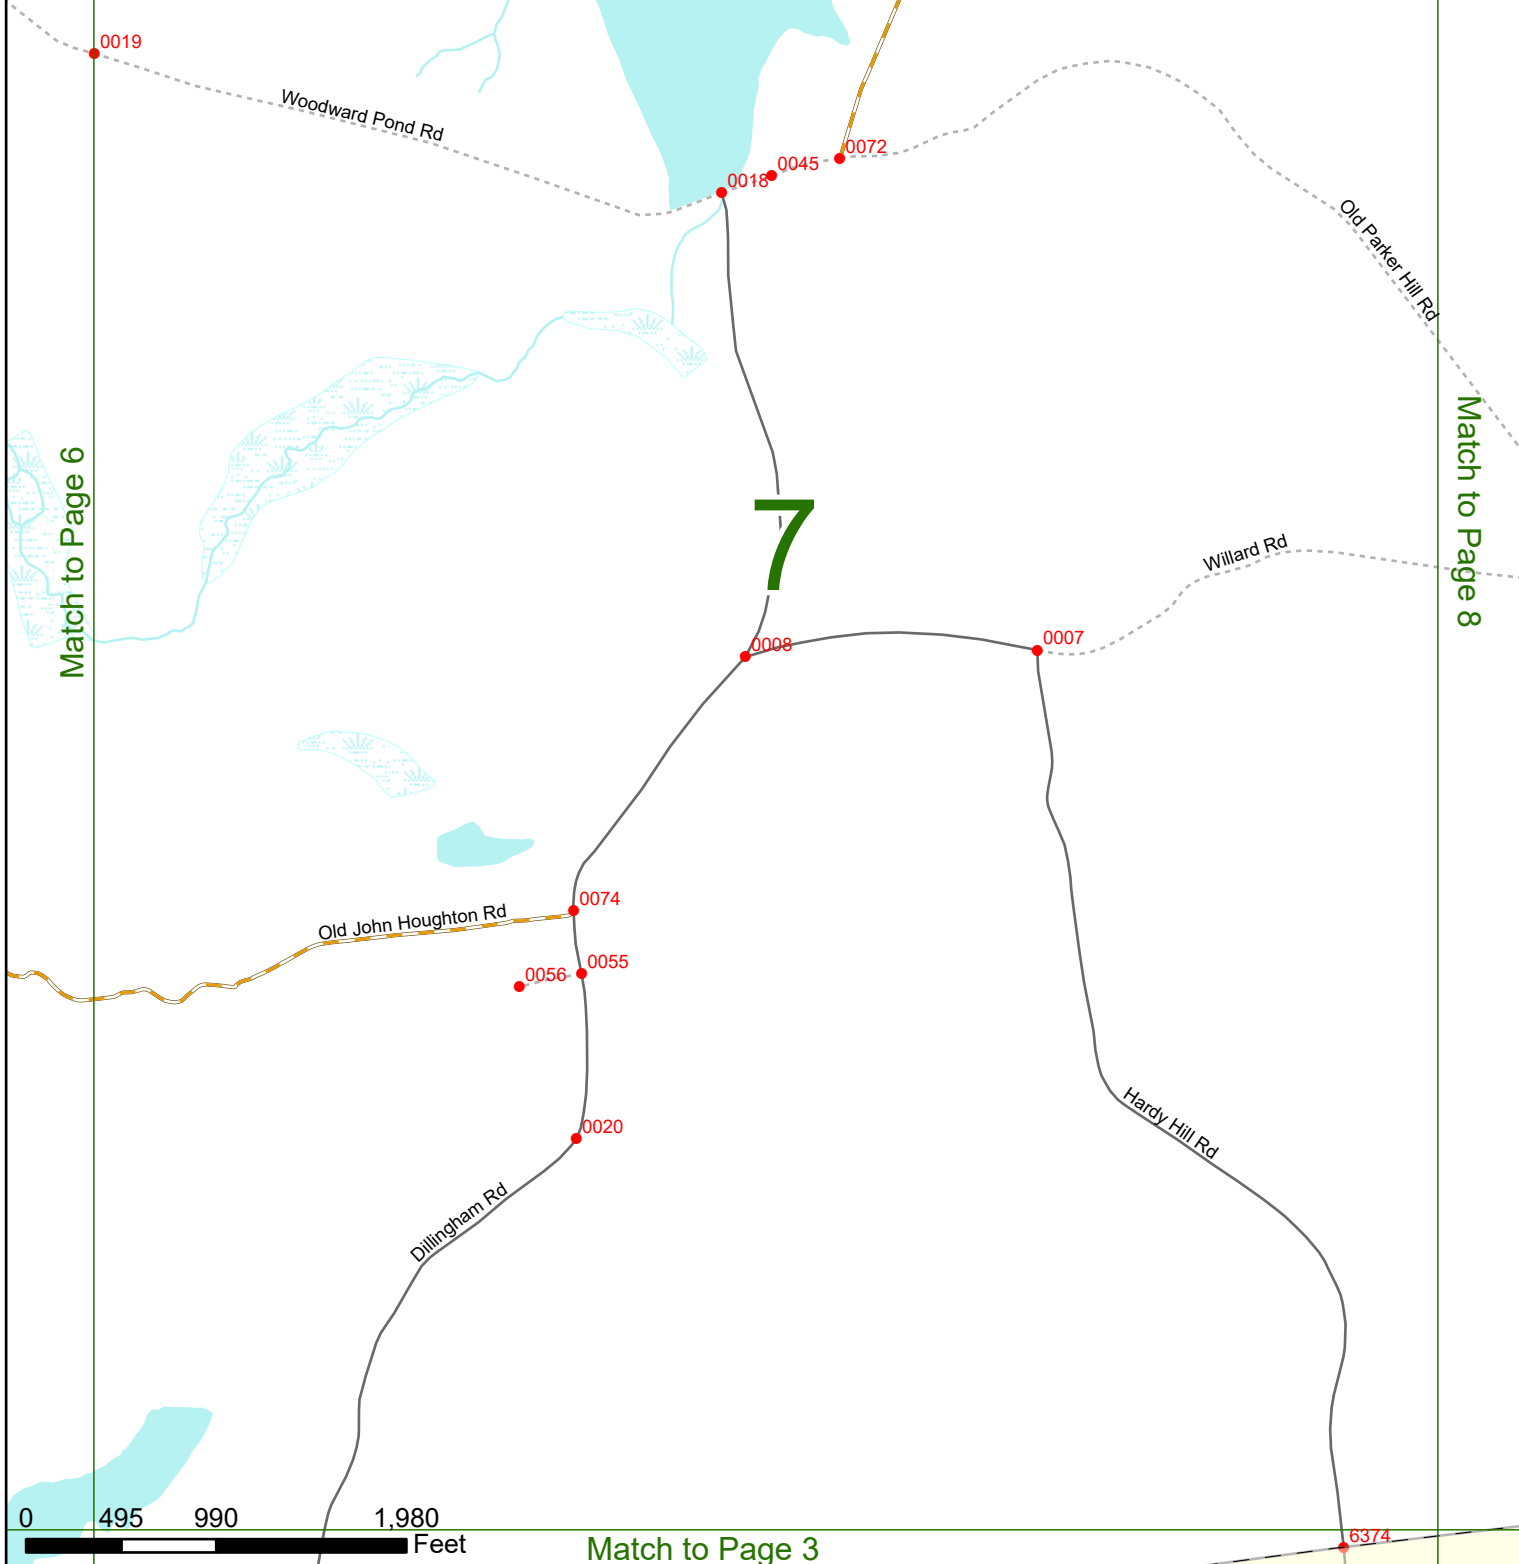 0019
Woodward Pond Rd
0072
0045
0018
Old Parker Hill Rd
Match to Page 6
Match to Page 8
7
Willard Rd
0008
0007
0074
Old John Houghton Rd
0055
0056
Hardy Hill Rd
0020
Dillingham Rd
0 495 990 1,980
Feet
Match to Page 3
6374